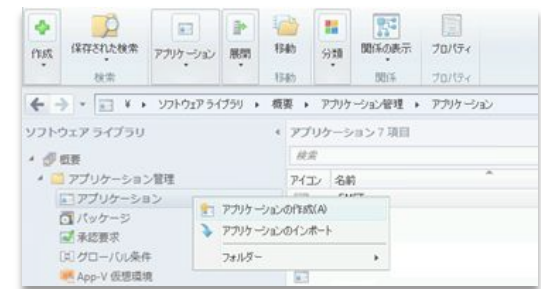 作成 保存された検索 アプリケーション 展開 移動 分類 関係の表示 プロパティ
検索 移動 関係 プロパティ
¥ ▸ ソフトウェア ライブラリ ▸ 概要 ▸ アプリケーション管理 ▸ アプリケーション
ソフトウェア ライブラリ
アプリケーション 7 項目
検索
概要
アプリケーション管理
アイコン 名前
アプリケーション
アプリケーションの作成(A)
パッケージ
アプリケーションのインポート
承認要求
グローバル条件
フォルダー
App-V 仮想環境